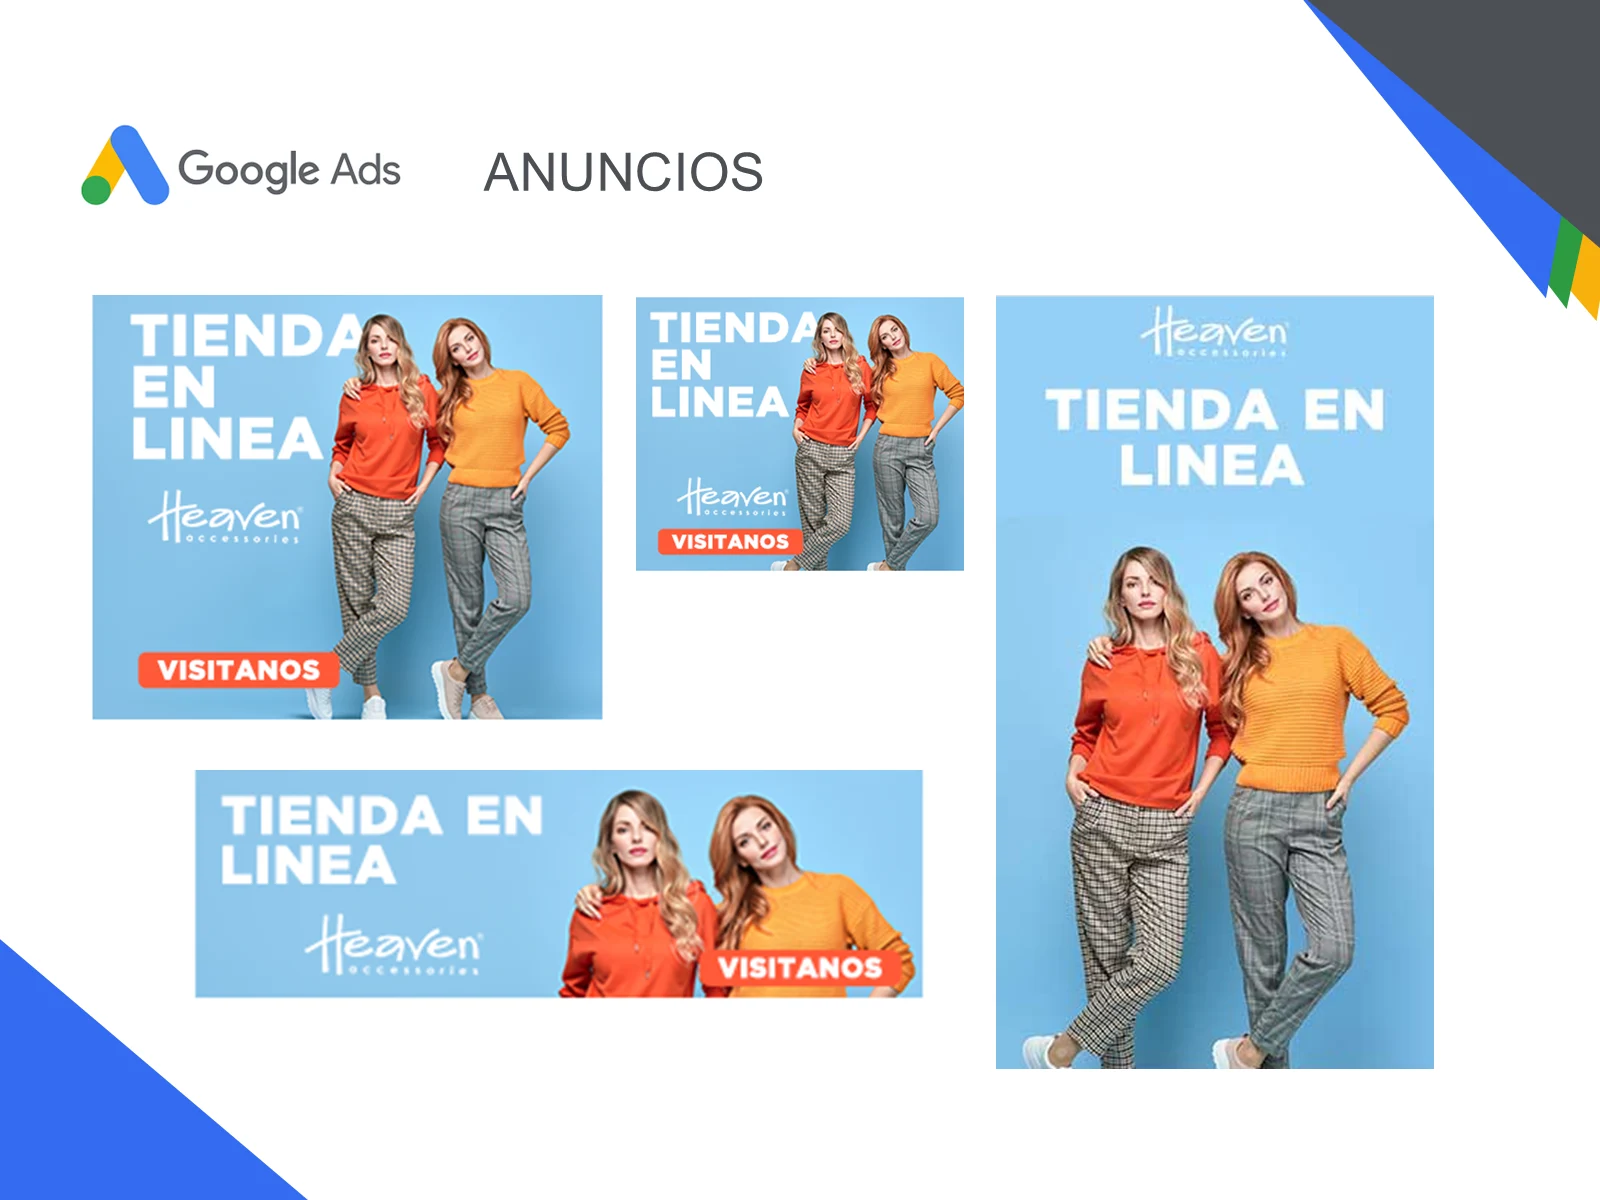 Google Ads ANUNCIOS
TIENDA
EN
LINEA
Heaven®
accessories
VISITANOS
TIENDA
EN
LINEA
Heaven®
accessories
VISITANOS
Heaven®
accessories
TIENDA EN
LINEA
TIENDA EN
LINEA
Heaven®
accessories
VISITANOS